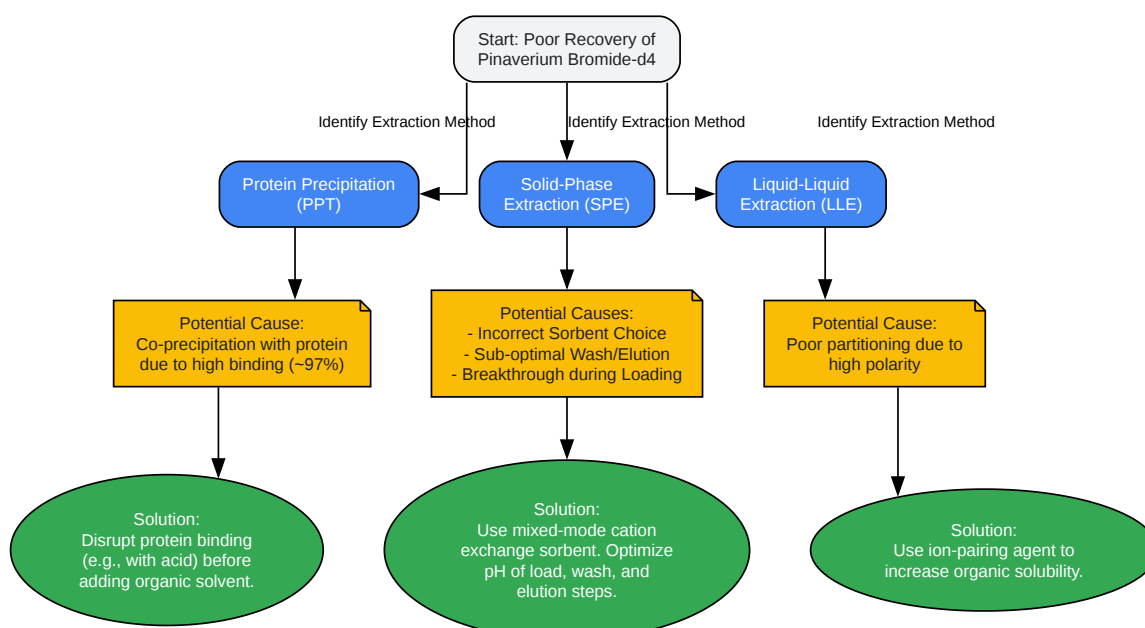 Start: Poor Recovery of
Pinaverium Bromide-d4
Identify Extraction Method
Identify Extraction Method
Identify Extraction Method
Protein Precipitation
(PPT)
Solid-Phase
Extraction (SPE)
Liquid-Liquid
Extraction (LLE)
Potential Cause:
Co-precipitation with protein
due to high binding (~97%)
Potential Causes:
- Incorrect Sorbent Choice
- Sub-optimal Wash/Elution
- Breakthrough during Loading
Potential Cause:
Poor partitioning due to
high polarity
Solution:
Disrupt protein binding
(e.g., with acid) before
adding organic solvent.
Solution:
Use mixed-mode cation
exchange sorbent. Optimize
pH of load, wash, and
elution steps.
Solution:
Use ion-pairing agent to
increase organic solubility.